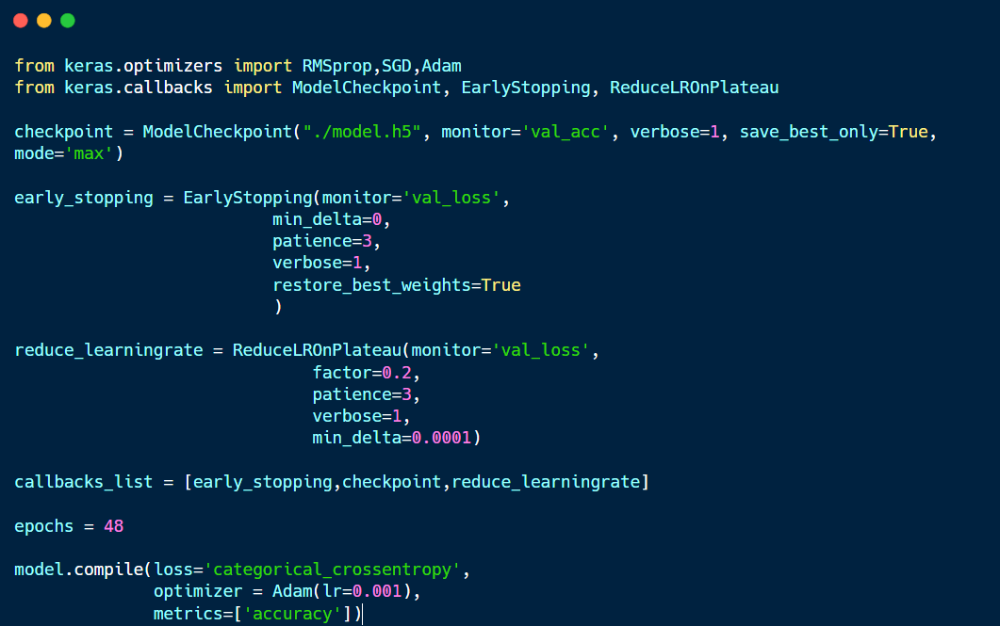 from keras.optimizers import RMSprop,SGD,Adam
from keras.callbacks import ModelCheckpoint, EarlyStopping, ReduceLROnPlateau
checkpoint = ModelCheckpoint("./model.h5", monitor='val_acc', verbose=1, save_best_only=True,
mode='max')
early_stopping = EarlyStopping(monitor='val_loss',
                          min_delta=0,
                          patience=3,
                          verbose=1,
                          restore_best_weights=True
                          )
reduce_learningrate = ReduceLROnPlateau(monitor='val_loss',
                              factor=0.2,
                              patience=3,
                              verbose=1,
                              min_delta=0.0001)
callbacks_list = [early_stopping,checkpoint,reduce_learningrate]
epochs = 48
model.compile(loss='categorical_crossentropy',
              optimizer = Adam(lr=0.001),
              metrics=['accuracy'])